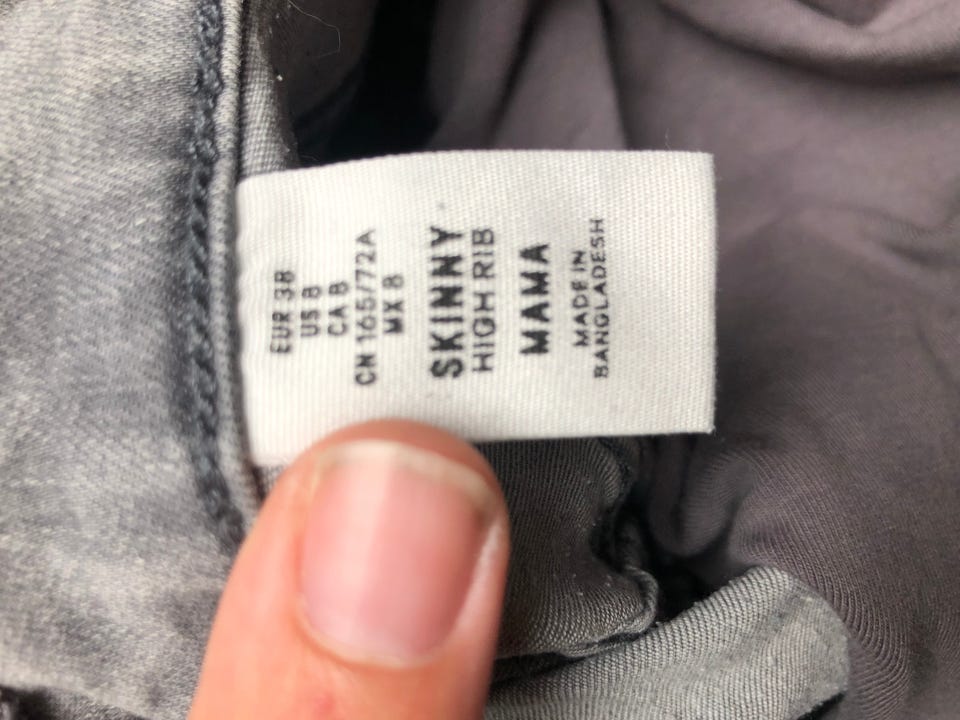 EUR 38
US 8
CA 8
CN 165/72A
MX 8
SKINNY
HIGH RIB
MAMA
MADE IN
BANGLADESH